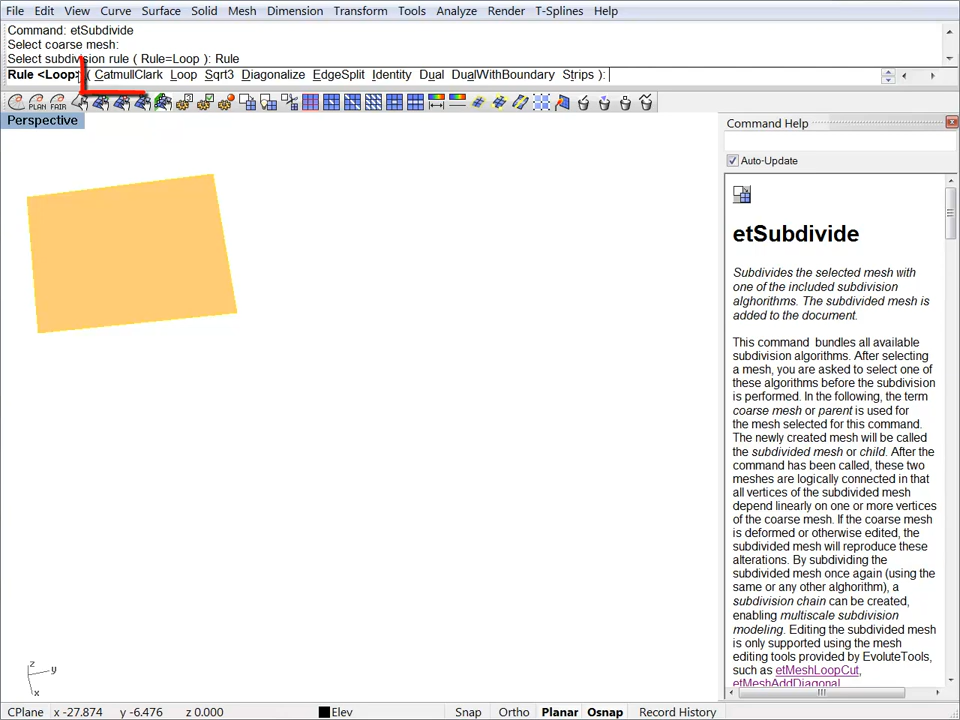 File Edit View Curve Surface Solid Mesh Dimension Transform Tools Analyze Render T-Splines Help
Command: etSubdivide
Select coarse mesh:
Select subdivision rule ( Rule=Loop ): Rule
Rule <Loop> ( CatmullClark Loop Sqrt3 Diagonalize EdgeSplit Identity Dual DualWithBoundary Strips ):
PLAN FAIR
Perspective
Command Help
Auto-Update
etSubdivide
Subdivides the selected mesh with
one of the included subdivision
alghorithms. The subdivided mesh is
added to the document.
This command bundles all available
subdivision algorithms. After selecting
a mesh, you are asked to select one of
these algorithms before the subdivision
is performed. In the following, the term
coarse mesh or parent is used for
the mesh selected for this command.
The newly created mesh will be called
the subdivided mesh or child. After the
command has been called, these two
meshes are logically connected in that
all vertices of the subdivided mesh
depend linearly on one or more vertices
of the coarse mesh. If the coarse mesh
is deformed or otherwise edited, the
subdivided mesh will reproduce these
alterations. By subdividing the
subdivided mesh once again (using the
same or any other alghorithm), a
subdivision chain can be created,
enabling multiscale subdivision
modeling. Editing the subdivided mesh
is only supported using the mesh
editing tools provided by EvoluteTools,
such as etMeshLoopCut,
etMeshAddDiagonal
z
y
x
CPlane x -27.874 y -6.476 z 0.000 Elev Snap Ortho Planar Osnap Record History